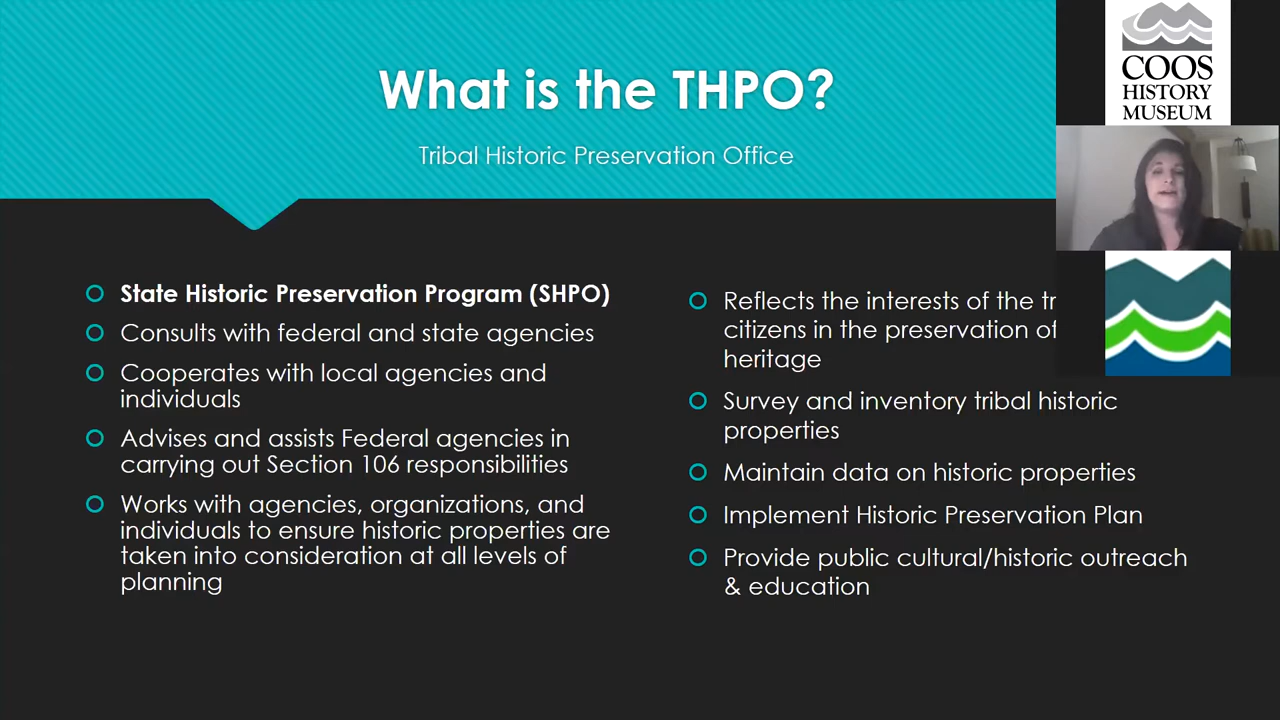 What is the THPO?
Tribal Historic Preservation Office
COOS
HISTORY
MUSEUM
State Historic Preservation Program (SHPO)
Consults with federal and state agencies
Cooperates with local agencies and
individuals
Advises and assists Federal agencies in
carrying out Section 106 responsibilities
Works with agencies, organizations, and
individuals to ensure historic properties are
taken into consideration at all levels of
planning
Reflects the interests of the
citizens in the preservation of
heritage
Survey and inventory tribal historic
properties
Maintain data on historic properties
Implement Historic Preservation Plan
Provide public cultural/historic outreach
& education